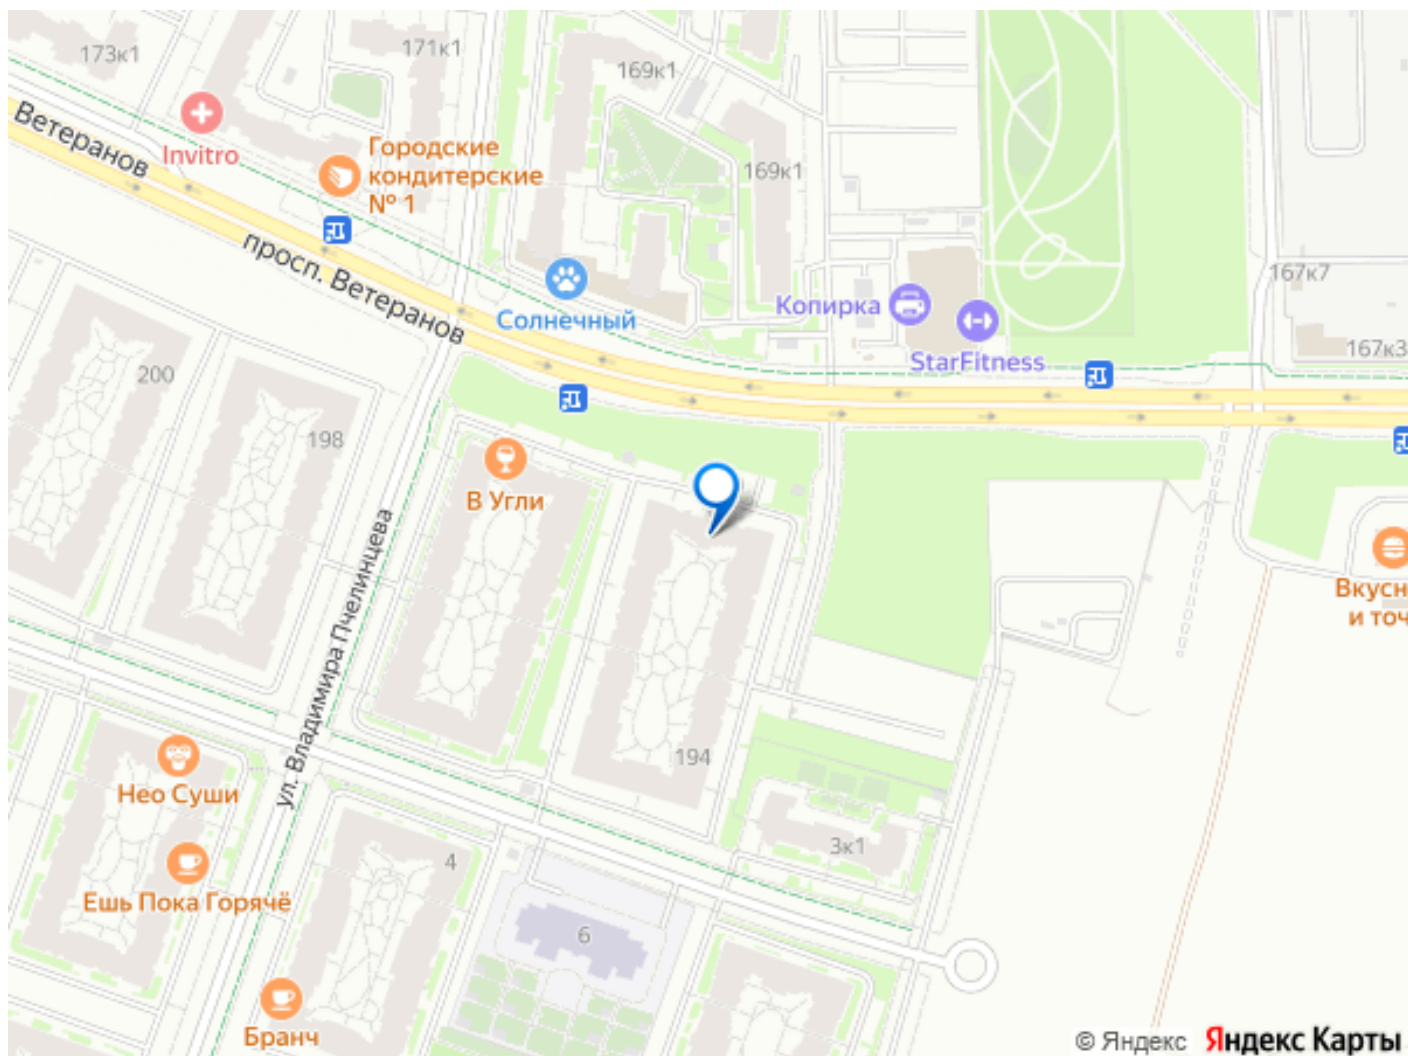 173к1
171к1
169к1
Ветеранов
Invitro
Городские
кондитерские
№ 1
169к1
просп. Ветеранов
Солнечный
Копирка
StarFitness
167к7
167к3
200
198
В Угли
ул. Владимира Пчелинцева
Вкусн
и точ
194
Нео Суши
3к1
4
Ешь Пока Горячё
6
Бранч
© Яндекс Яндекс Карты